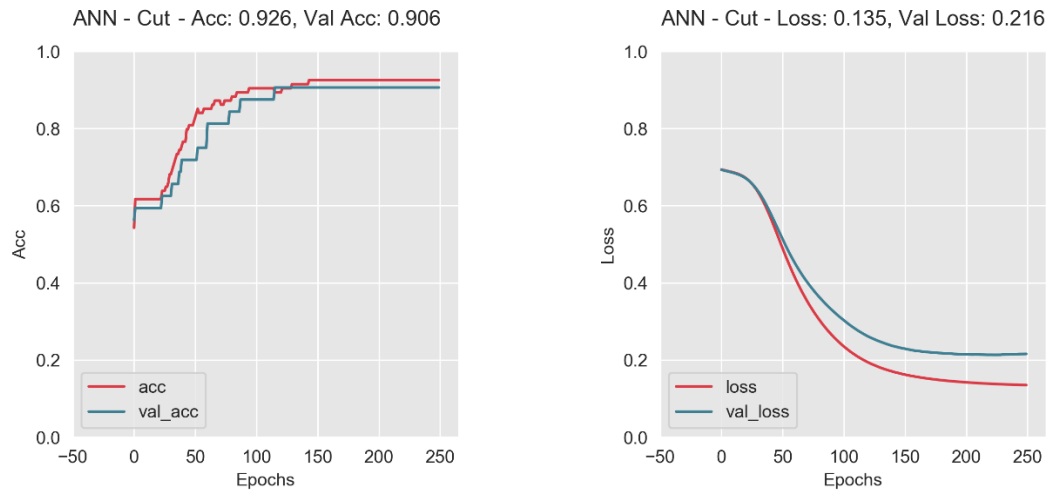 ANN - Cut - Acc: 0.926, Val Acc: 0.906
1.0
0.8
0.6
0.4
0.2
0.0
Acc
acc
val_acc
−50 0 50 100 150 200 250
Epochs
ANN - Cut - Loss: 0.135, Val Loss: 0.216
1.0
0.8
0.6
0.4
0.2
0.0
Loss
loss
val_loss
−50 0 50 100 150 200 250
Epochs